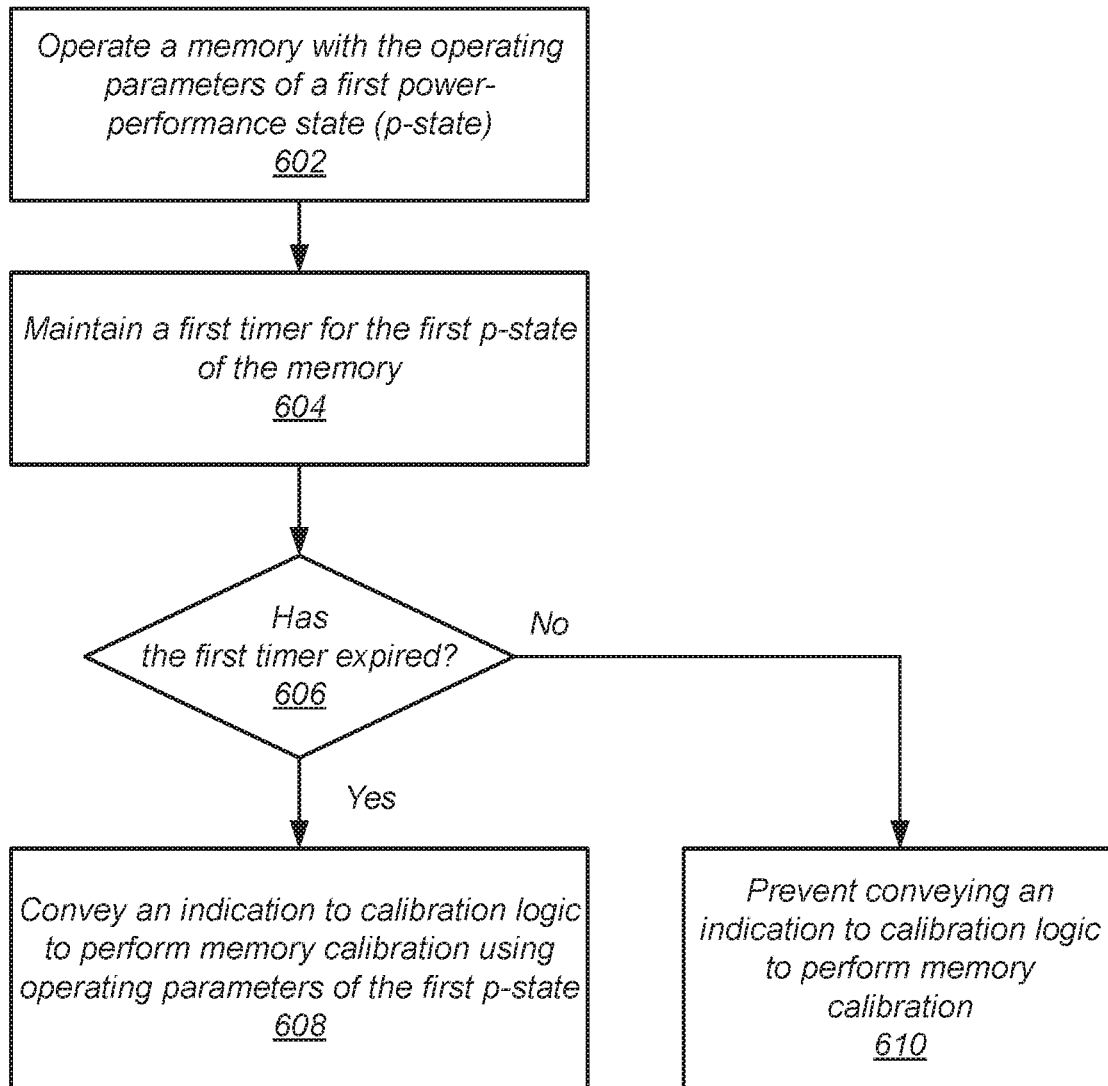 Operate a memory with the operating
parameters of a first power-
performance state (p-state)
602
Maintain a first timer for the first p-state
of the memory
604
Has
the first timer expired?
606
No
Yes
Convey an indication to calibration logic
to perform memory calibration using
operating parameters of the first p-state
608
Prevent conveying an
indication to calibration logic
to perform memory
calibration
610